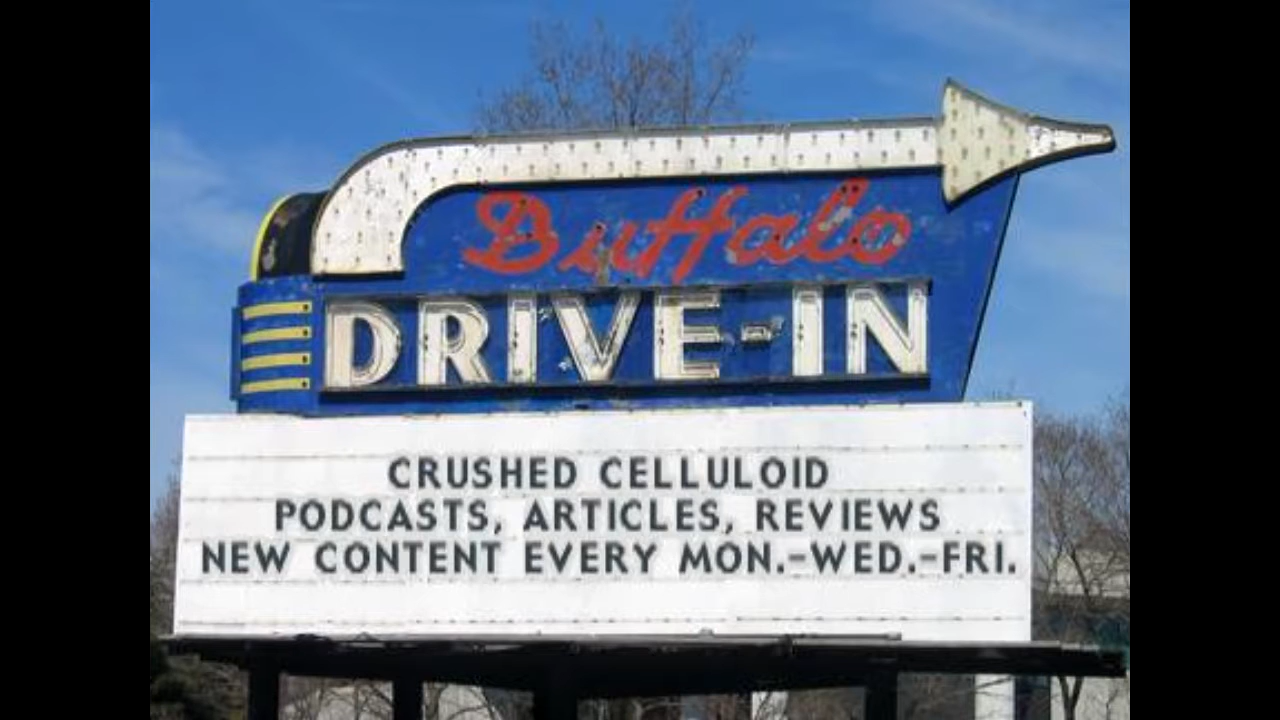 Buffalo
DRIVE-IN
CRUSHED CELLULOID
PODCASTS, ARTICLES, REVIEWS
NEW CONTENT EVERY MON.-WED.-FRI.